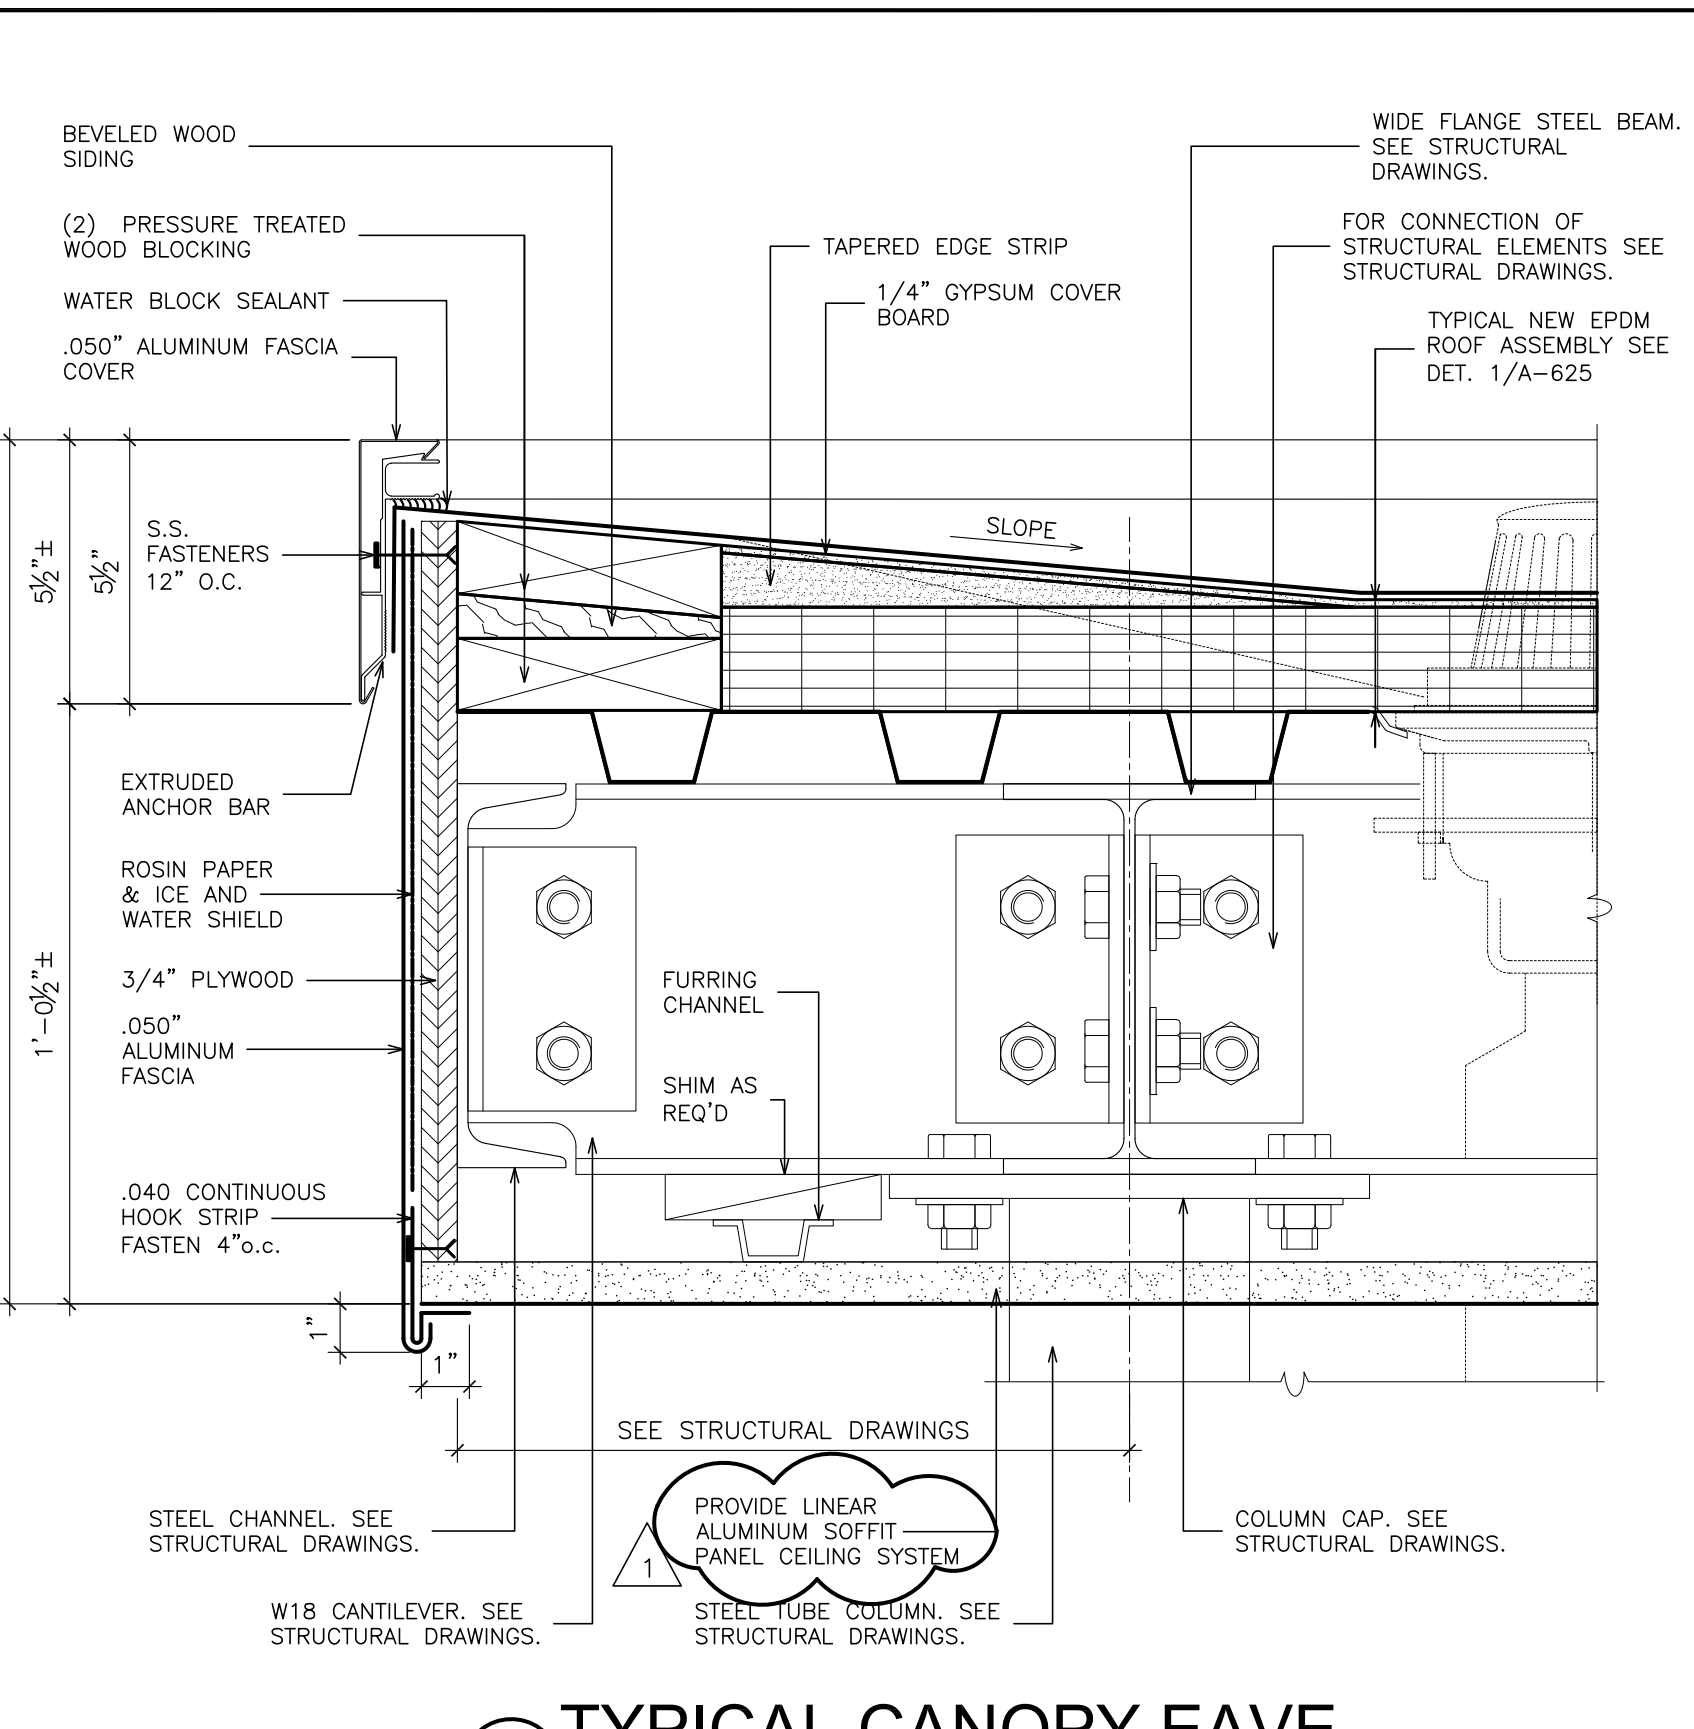 BEVELED WOOD
SIDING
(2) PRESSURE TREATED
WOOD BLOCKING
WATER BLOCK SEALANT
.050” ALUMINUM FASCIA
COVER
TAPERED EDGE STRIP
1/4” GYPSUM COVER
BOARD
WIDE FLANGE STEEL BEAM.
SEE STRUCTURAL
DRAWINGS.
FOR CONNECTION OF
STRUCTURAL ELEMENTS SEE
STRUCTURAL DRAWINGS.
TYPICAL NEW EPDM
ROOF ASSEMBLY SEE
DET. 1/A-625
5½”±
5½”
S.S.
FASTENERS
12” O.C.
SLOPE
EXTRUDED
ANCHOR BAR
ROSIN PAPER
& ICE AND
WATER SHIELD
3/4” PLYWOOD
1'-0½”±
.050”
ALUMINUM
FASCIA
FURRING
CHANNEL
SHIM AS
REQ'D
.040 CONTINUOUS
HOOK STRIP
FASTEN 4”o.c.
1”
1”
SEE STRUCTURAL DRAWINGS
STEEL CHANNEL. SEE
STRUCTURAL DRAWINGS.
PROVIDE LINEAR
ALUMINUM SOFFIT
PANEL CEILING SYSTEM
1
COLUMN CAP. SEE
STRUCTURAL DRAWINGS.
W18 CANTILEVER. SEE
STRUCTURAL DRAWINGS.
STEEL TUBE COLUMN. SEE
STRUCTURAL DRAWINGS.
TYPICAL CANOPY EAVE